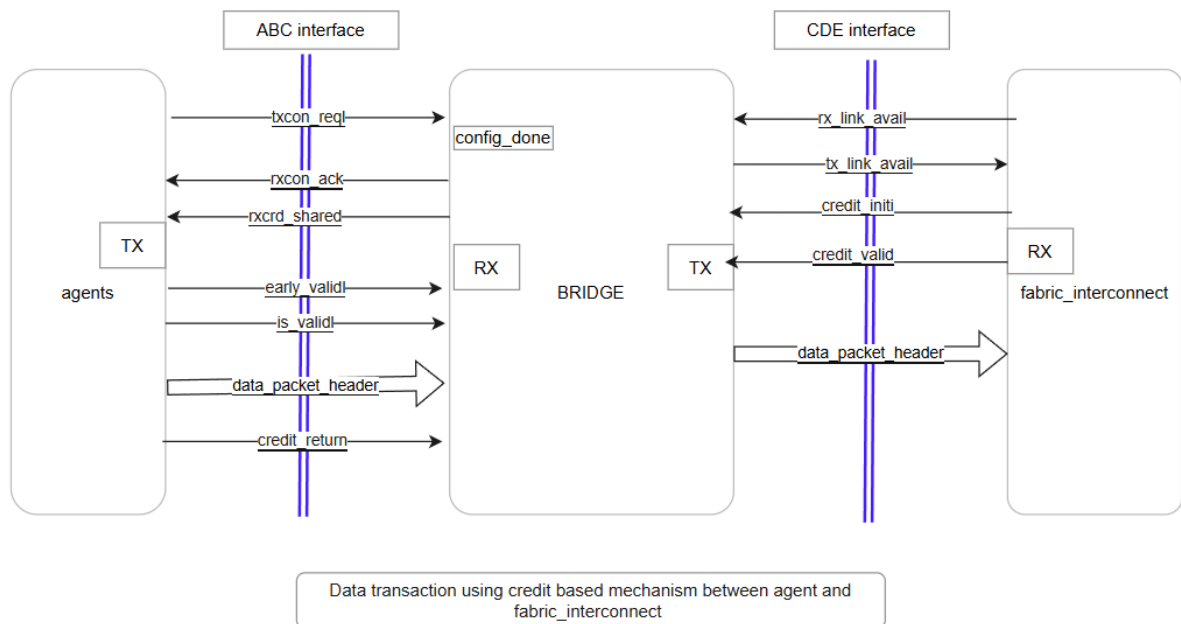 ABC interface
CDE interface
txcon_reql
config_done
rxcon_ack
rxcrd_shared
TX
agents
RX
early_validl
is_validl
data_packet_header
credit_return
BRIDGE
TX
rx_link_avail
tx_link_avail
credit_initi
credit_valid
RX
fabric_interconnect
data_packet_header
Data transaction using credit based mechanism between agent and
fabric_interconnect